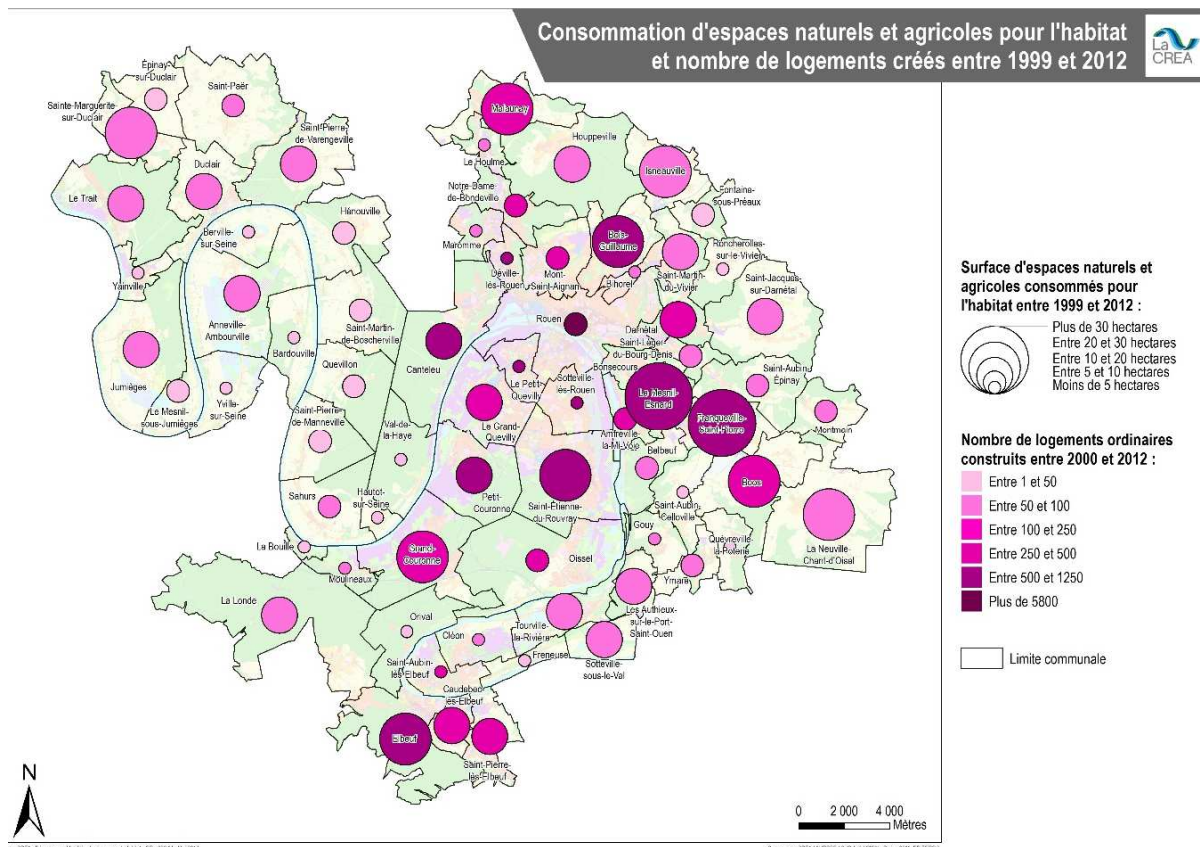 Consommation d'espaces naturels et agricoles pour l'habitat
et nombre de logements créés entre 1999 et 2012
La
CREA
Épinay-
sur-Duclair
Saint-Paër
Sainte-Marguerite-
sur-Duclair
Malaunay
Saint-Pierre-
de-Varengeville
Houppeville
Le Houlme
Isneauville
Duclair
Le Trait
Notre-Dame-
de-Bondeville
Fontaine-
sous-Préaux
Hénouville
Berville-
sur-Seine
Maromme
Bois-
Guillaume
Roncherolles-
sur-le-Vivier
Déville-
lès-Rouen
Mont-
Saint-Aignan
Bihorel
Saint-Martin-
du-Vivier
Saint-Jacques-
sur-Darnétal
Yainville
Anneville-
Ambourville
Saint-Martin-
de-Boscherville
Rouen
Darnétal
Saint-Léger-
du-Bourg-Denis
Bardouville
Canteleu
Jumièges
Quevillon
Le Petit-
Quevilly
Sotteville-
lès-Rouen
Bonsecours
Saint-Aubin-
Épinay
Le Mesnil-
sous-Jumièges
Yville-
sur-Seine
Le Mesnil-
Esnard
Saint-Pierre-
de-Manneville
Val-de-
la-Haye
Le Grand-
Quevilly
Amfreville-
la-Mi-Voie
Franqueville-
Saint-Pierre
Montmain
Belbeuf
Sahurs
Hautot-
sur-Seine
Petit-
Couronne
Saint-Étienne-
du-Rouvray
Boos
Saint-Aubin-
Celloville
La Neuville-
Chant-d'Oisel
Gouy
Quévreville-
la-Poterie
La Bouille
Grand-
Couronne
Oissel
Moulineaux
Ymare
La Londe
Les Authieux-
sur-le-Port-
Saint-Ouen
Orival
Cléon
Tourville-
la-Rivière
Freneuse
Sotteville-
sous-le-Val
Saint-Aubin-
lès-Elbeuf
Caudebec-
lès-Elbeuf
Elbeuf
Saint-Pierre-
lès-Elbeuf
N
0 2 000 4 000
Mètres
Surface d'espaces naturels et
agricoles consommés pour
l'habitat entre 1999 et 2012 :
Plus de 30 hectares
Entre 20 et 30 hectares
Entre 10 et 20 hectares
Entre 5 et 10 hectares
Moins de 5 hectares
Nombre de logements ordinaires
construits entre 2000 et 2012 :
Entre 1 et 50
Entre 50 et 100
Entre 100 et 250
Entre 250 et 500
Entre 500 et 1250
Plus de 5800
Limite communale